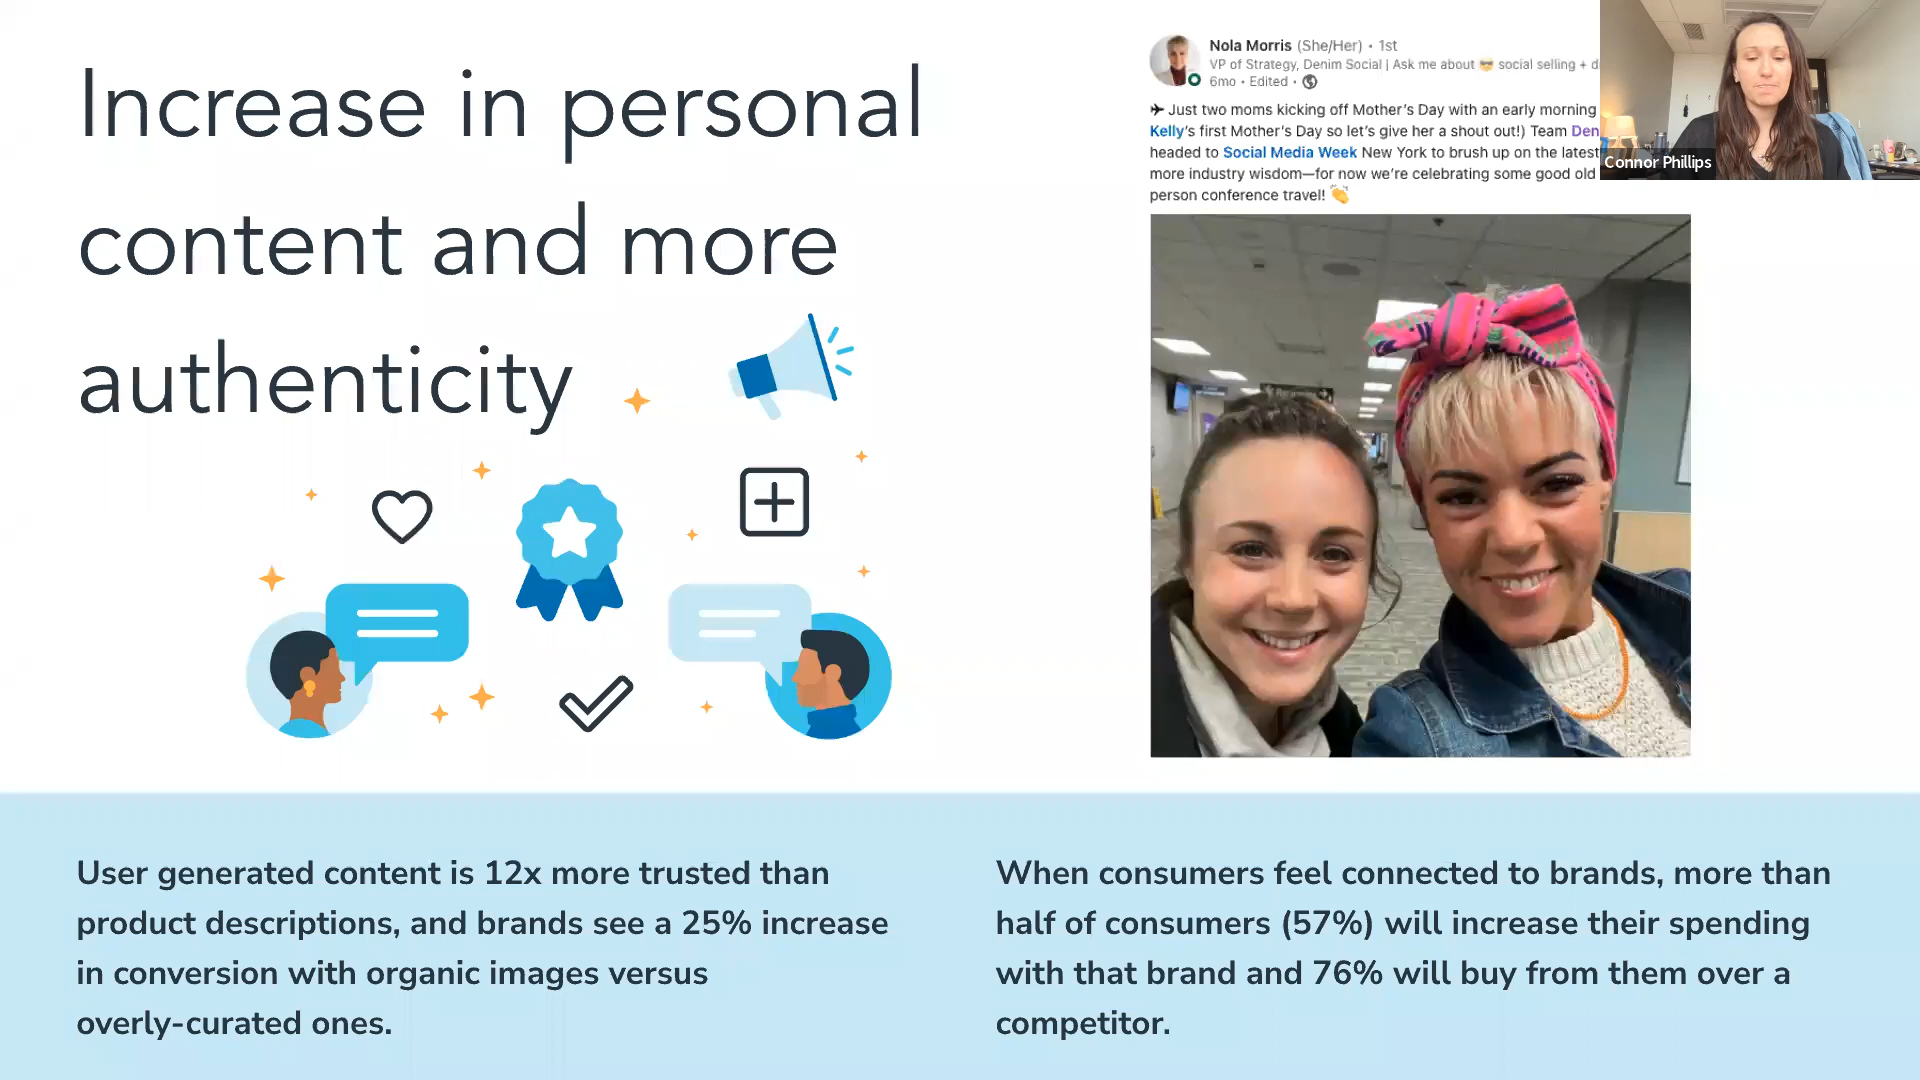 Increase in personal
content and more
authenticity
Nola Morris (She/Her) • 1st
VP of Strategy, Denim Social | Ask me about 😎 social selling + d
6mo • Edited •
✈ Just two moms kicking off Mother's Day with an early morning
Kelly's first Mother's Day so let's give her a shout out!) Team Den
headed to Social Media Week New York to brush up on the latest
more industry wisdom—for now we're celebrating some good old
person conference travel! 👏
Connor Phillips
User generated content is 12x more trusted than
product descriptions, and brands see a 25% increase
in conversion with organic images versus
overly-curated ones.
When consumers feel connected to brands, more than
half of consumers (57%) will increase their spending
with that brand and 76% will buy from them over a
competitor.